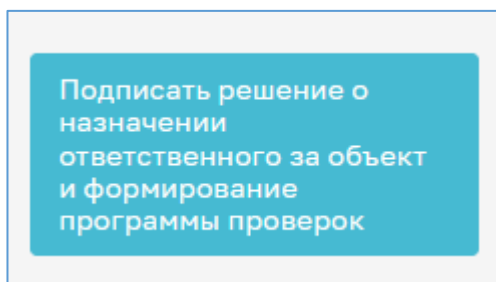 Подписать решение о
назначении
ответственного за объект
и формирование
программы проверок